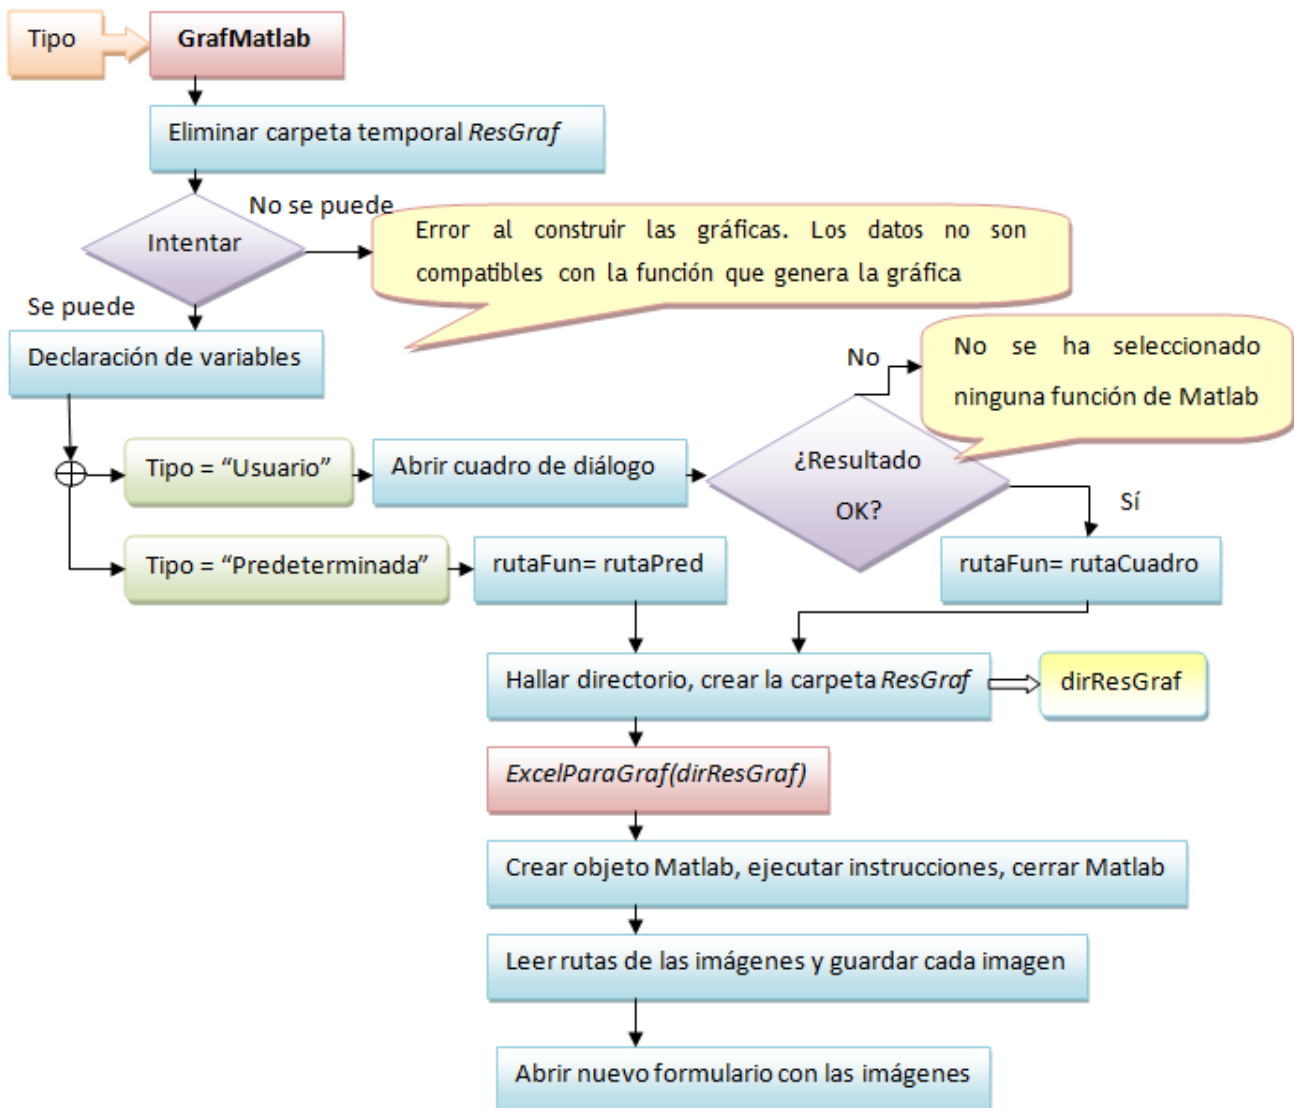 Tipo
GrafMatlab
Eliminar carpeta temporal ResGraf
No se puede
Intentar
Error al construir las gráficas. Los datos no son
compatibles con la función que genera la gráfica
Se puede
Declaración de variables
No
No se ha seleccionado
ninguna función de Matlab
Tipo = “Usuario”
Abrir cuadro de diálogo
¿Resultado
OK?
Sí
Tipo = “Predeterminada”
rutaFun= rutaPred
rutaFun= rutaCuadro
Hallar directorio, crear la carpeta ResGraf
dirResGraf
ExcelParaGraf(dirResGraf)
Crear objeto Matlab, ejecutar instrucciones, cerrar Matlab
Leer rutas de las imágenes y guardar cada imagen
Abrir nuevo formulario con las imágenes